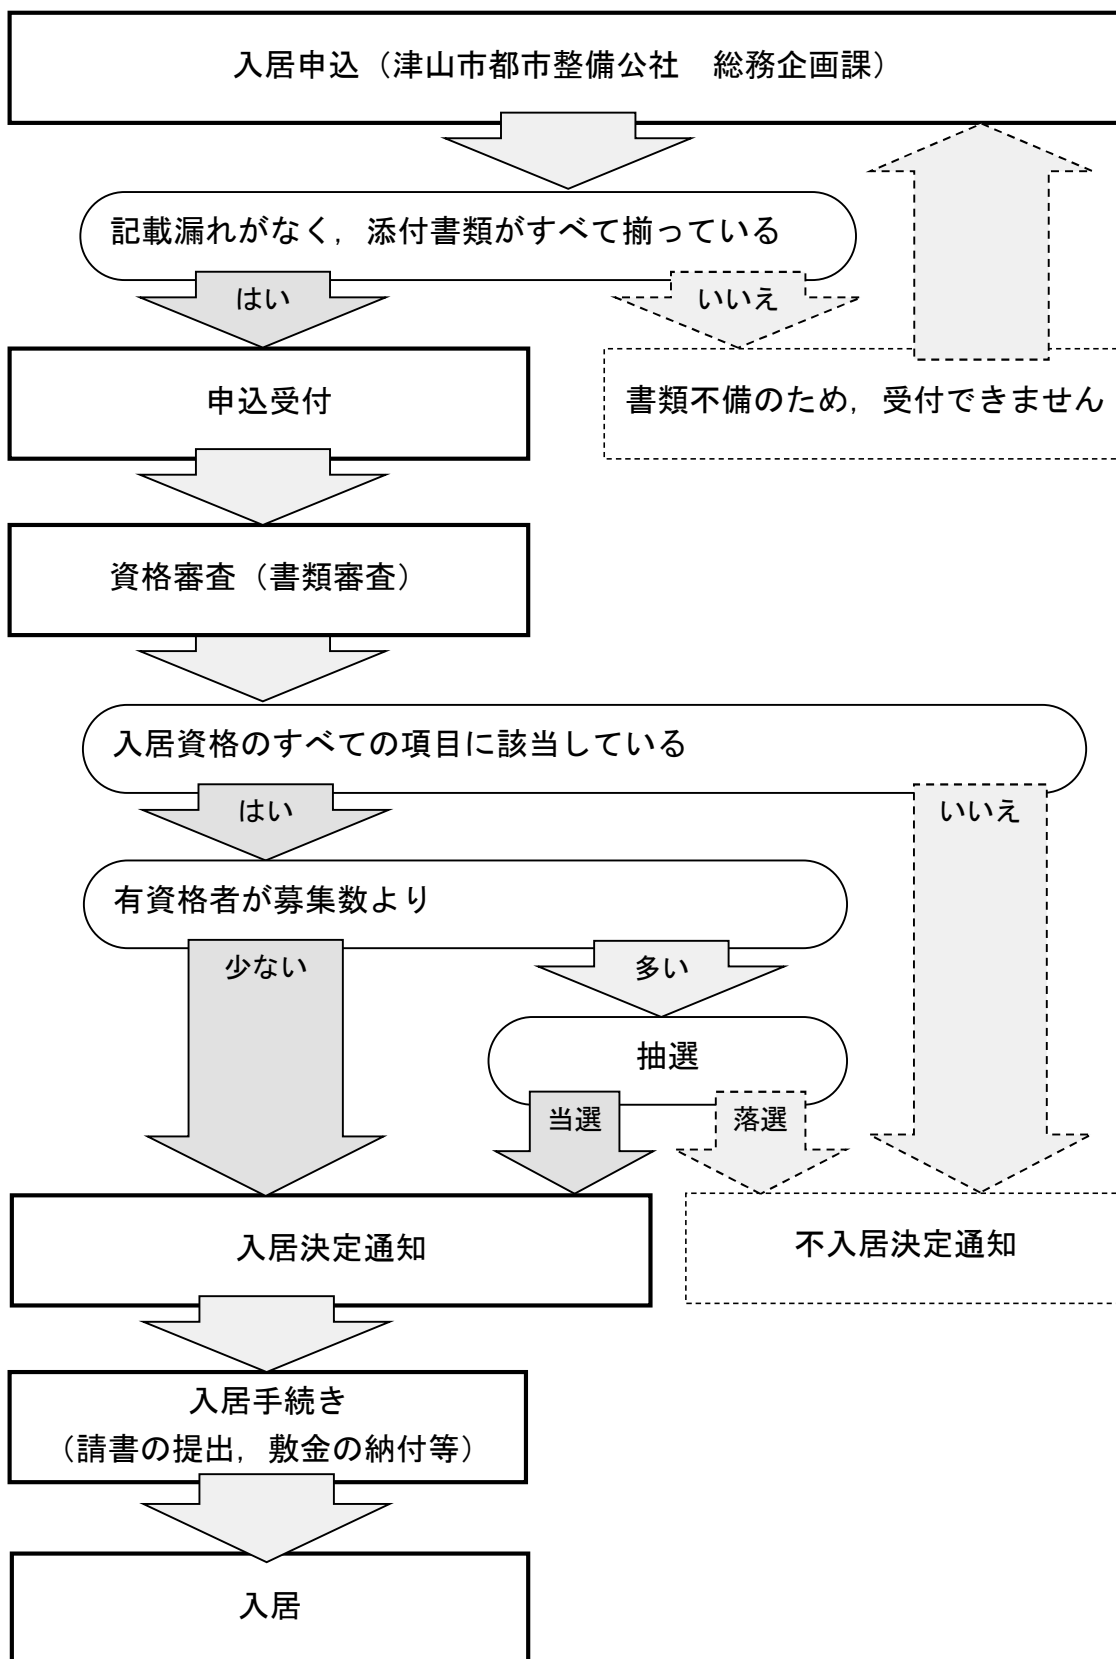 入居申込（津山市都市整備公社　総務企画課）
記載漏れがなく，添付書類がすべて揃っている
はい
いいえ
申込受付
書類不備のため，受付できません
資格審査（書類審査）
入居資格のすべての項目に該当している
はい
いいえ
有資格者が募集数より
少ない
多い
抽選
当選
落選
入居決定通知
不入居決定通知
入居手続き
（請書の提出，敷金の納付等）
入居